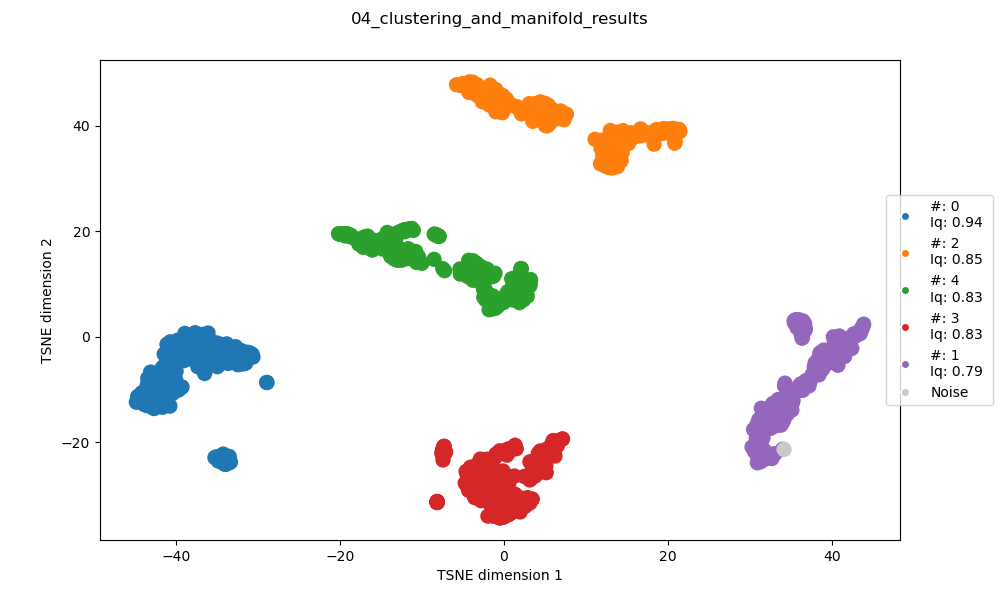 04_clustering_and_manifold_results
TSNE dimension 2
40
20
0
−20
−40
−20
0
20
40
TSNE dimension 1
#: 0
Iq: 0.94
#: 2
Iq: 0.85
#: 4
Iq: 0.83
#: 3
Iq: 0.83
#: 1
Iq: 0.79
Noise